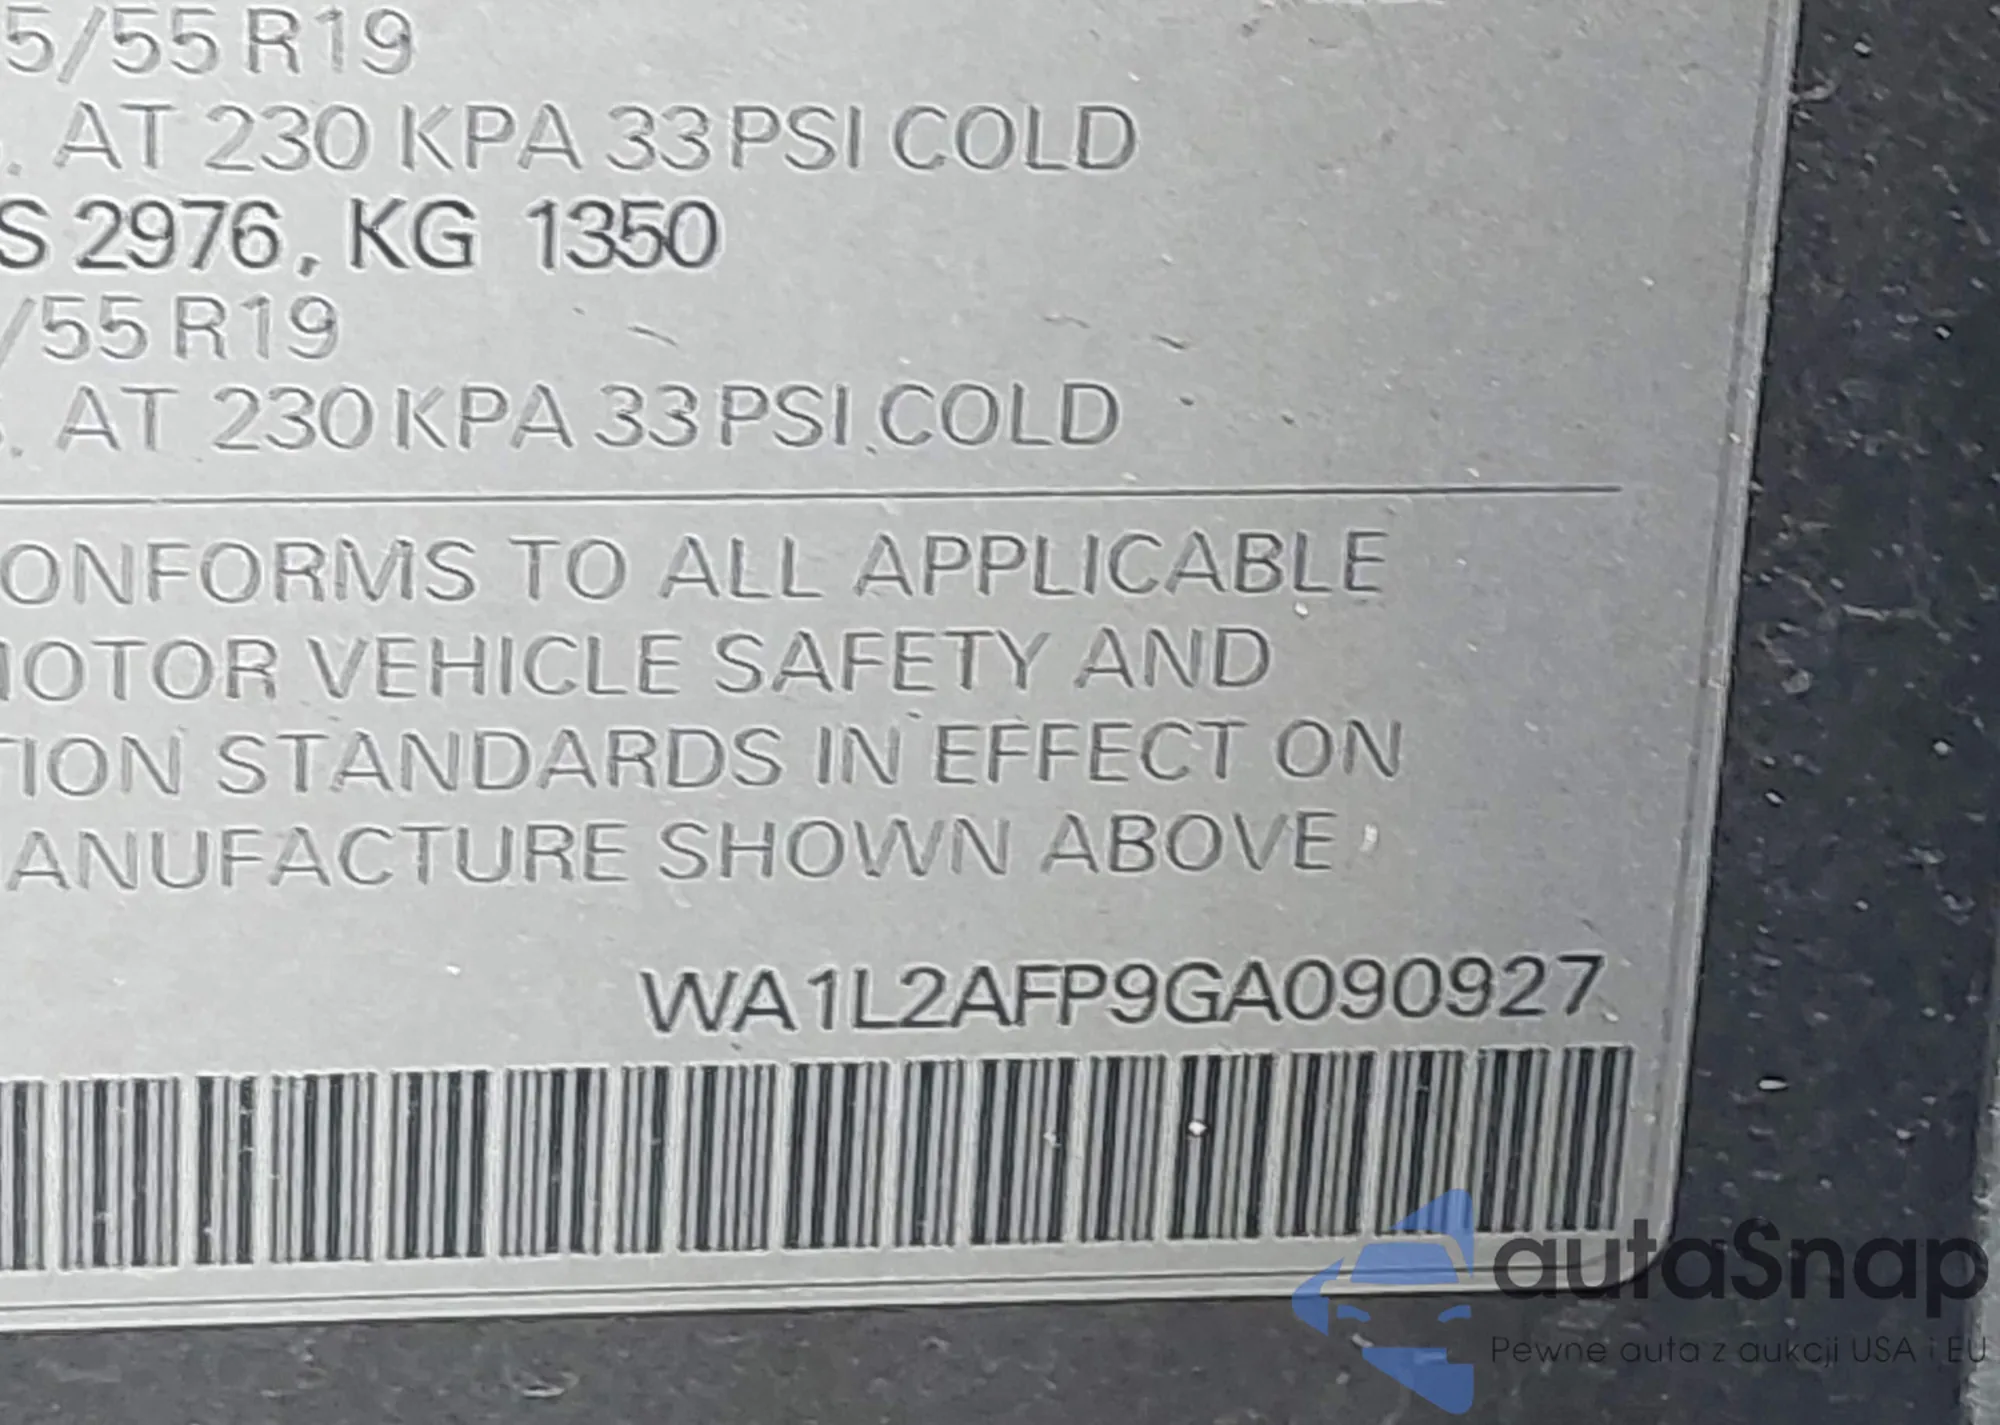 5/55 R19
. AT 230 KPA 33 PSI COLD
S 2976, KG 1350
/55 R19
. AT 230 KPA 33 PSI COLD
ONFORMS TO ALL APPLICABLE
OTOR VEHICLE SAFETY AND
TION STANDARDS IN EFFECT ON
ANUFACTURE SHOWN ABOVE
WA1L2AFP9GA090927
autaSnap
Pewne auta z aukcji USA i EU